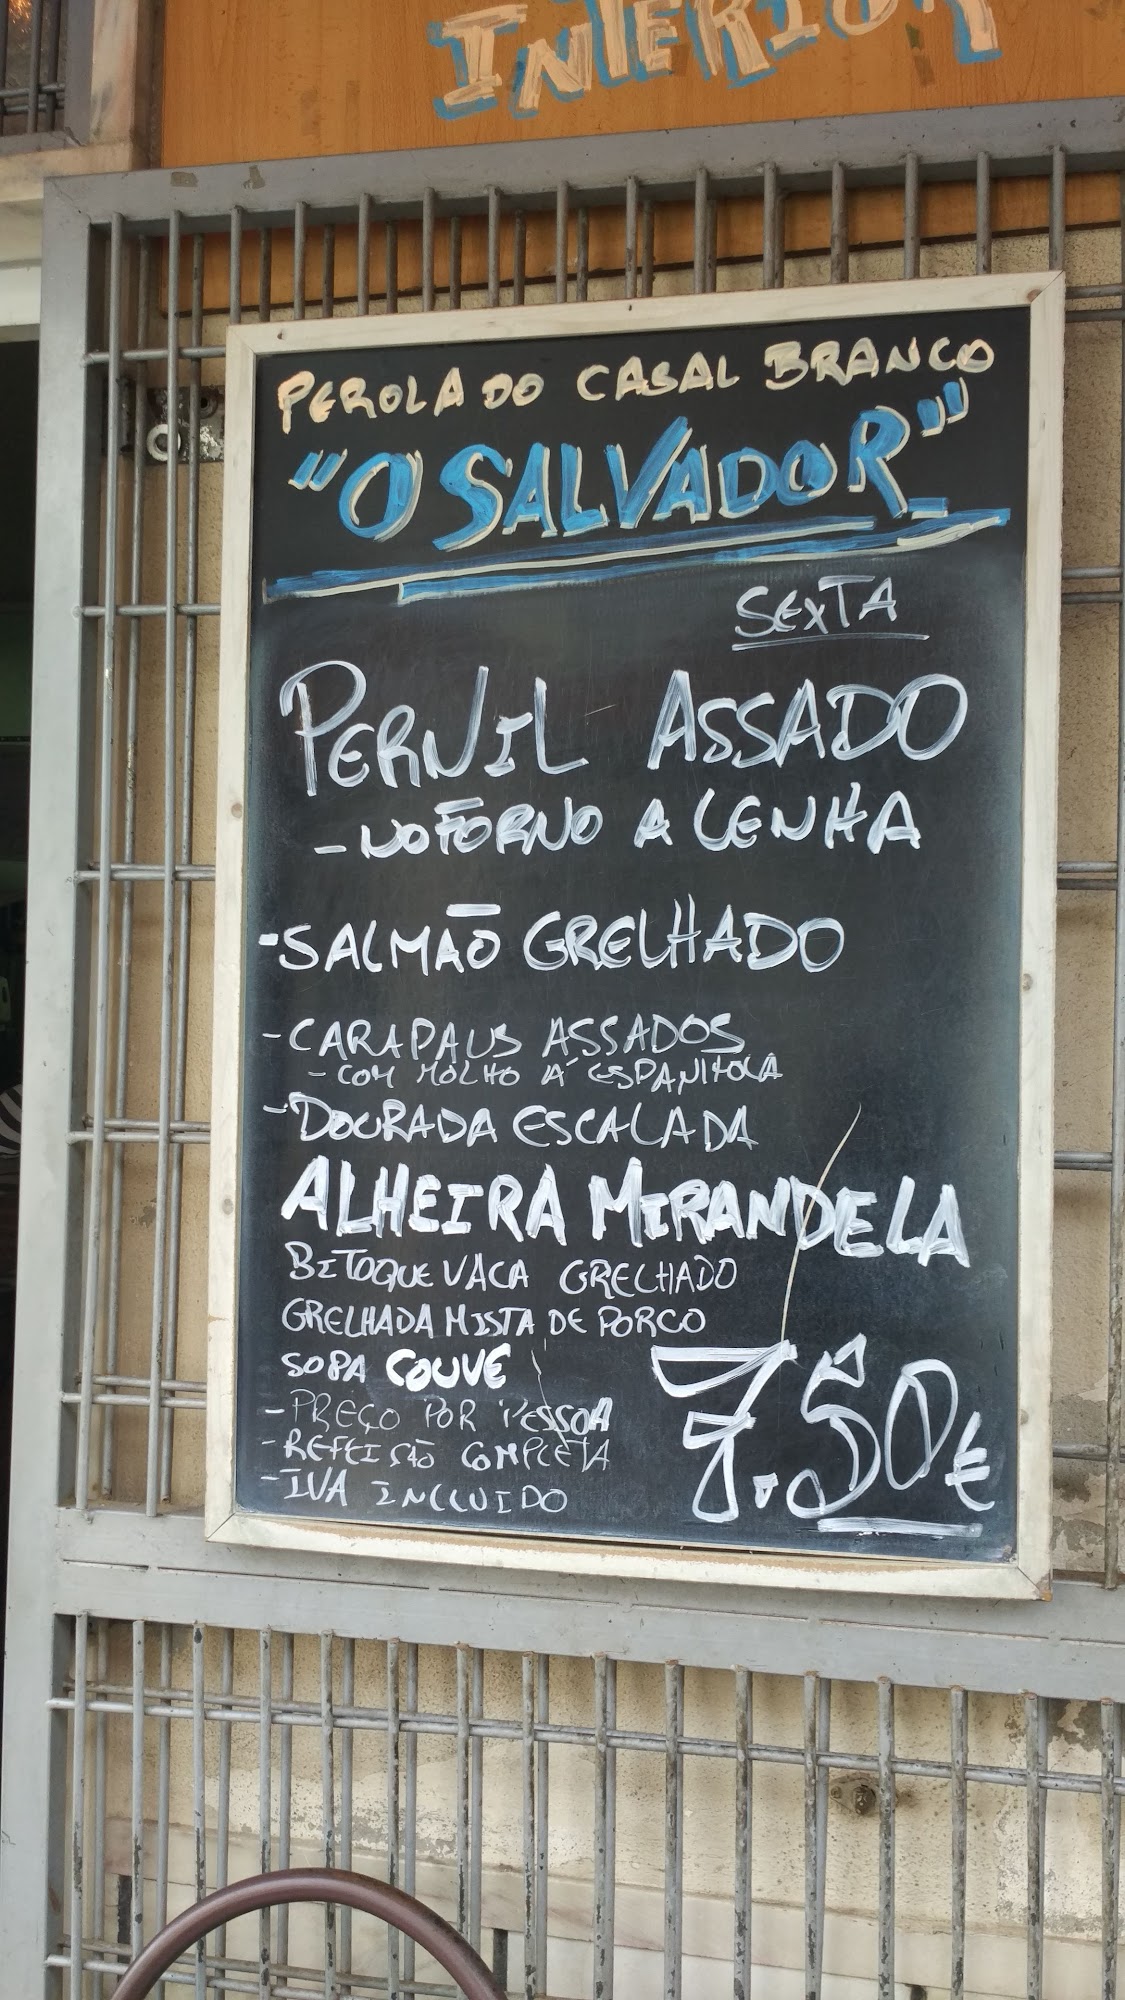 INTERIOR
PEROLA DO CASAL BRANCO
"O SALVADOR"
SEXTA
PERNIL ASSADO
- NO FORNO A LENHA
- SALMÃO GRELHADO
- CARAPAUS ASSADOS
- COM MOLHO Á ESPANHOLA
- DOURADA ESCALADA
ALHEIRA MIRANDELA
BITOQUE VACA GRELHADO
GRELHADA MISTA DE PORCO
SOPA COUVE
- PREÇO POR PESSOA
- REFEISÃO COMPLETA
- IVA INCLUIDO
7.50€